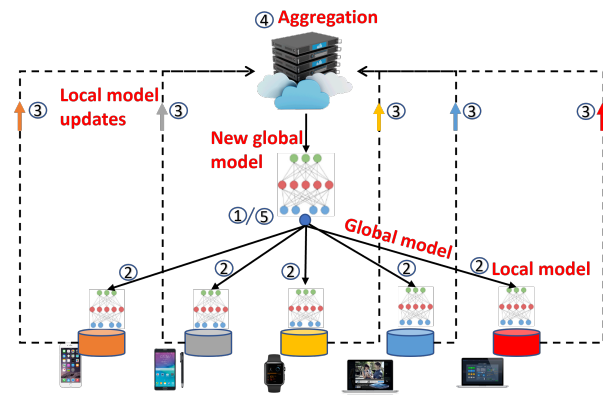 ④ Aggregation
③ Local model updates ③ ③ ③ ③
New global
model
①/⑤
Global model
② ② ② ② ② Local model